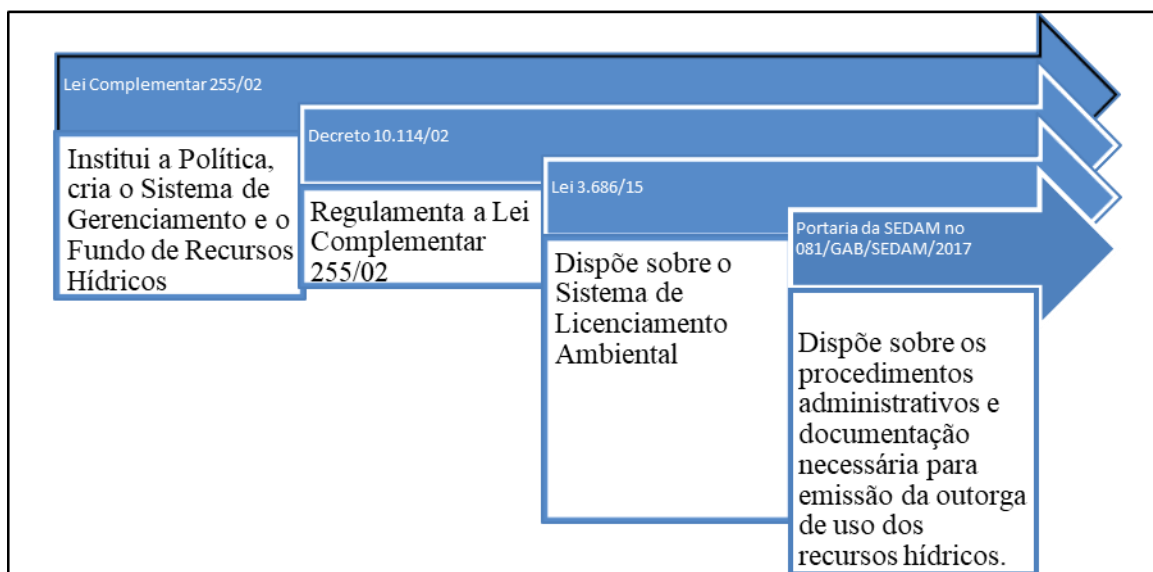 Lei Complementar 255/02
Institui a Política,
cria o Sistema de
Gerenciamento e o
Fundo de Recursos
Hídricos
Decreto 10.114/02
Regulamenta a Lei
Complementar
255/02
Lei 3.686/15
Dispõe sobre o
Sistema de
Licenciamento
Ambiental
Portaria da SEDAM no
081/GAB/SEDAM/2017
Dispõe sobre os
procedimentos
administrativos e
documentação
necessária para
emissão da outorga
de uso dos
recursos hídricos.